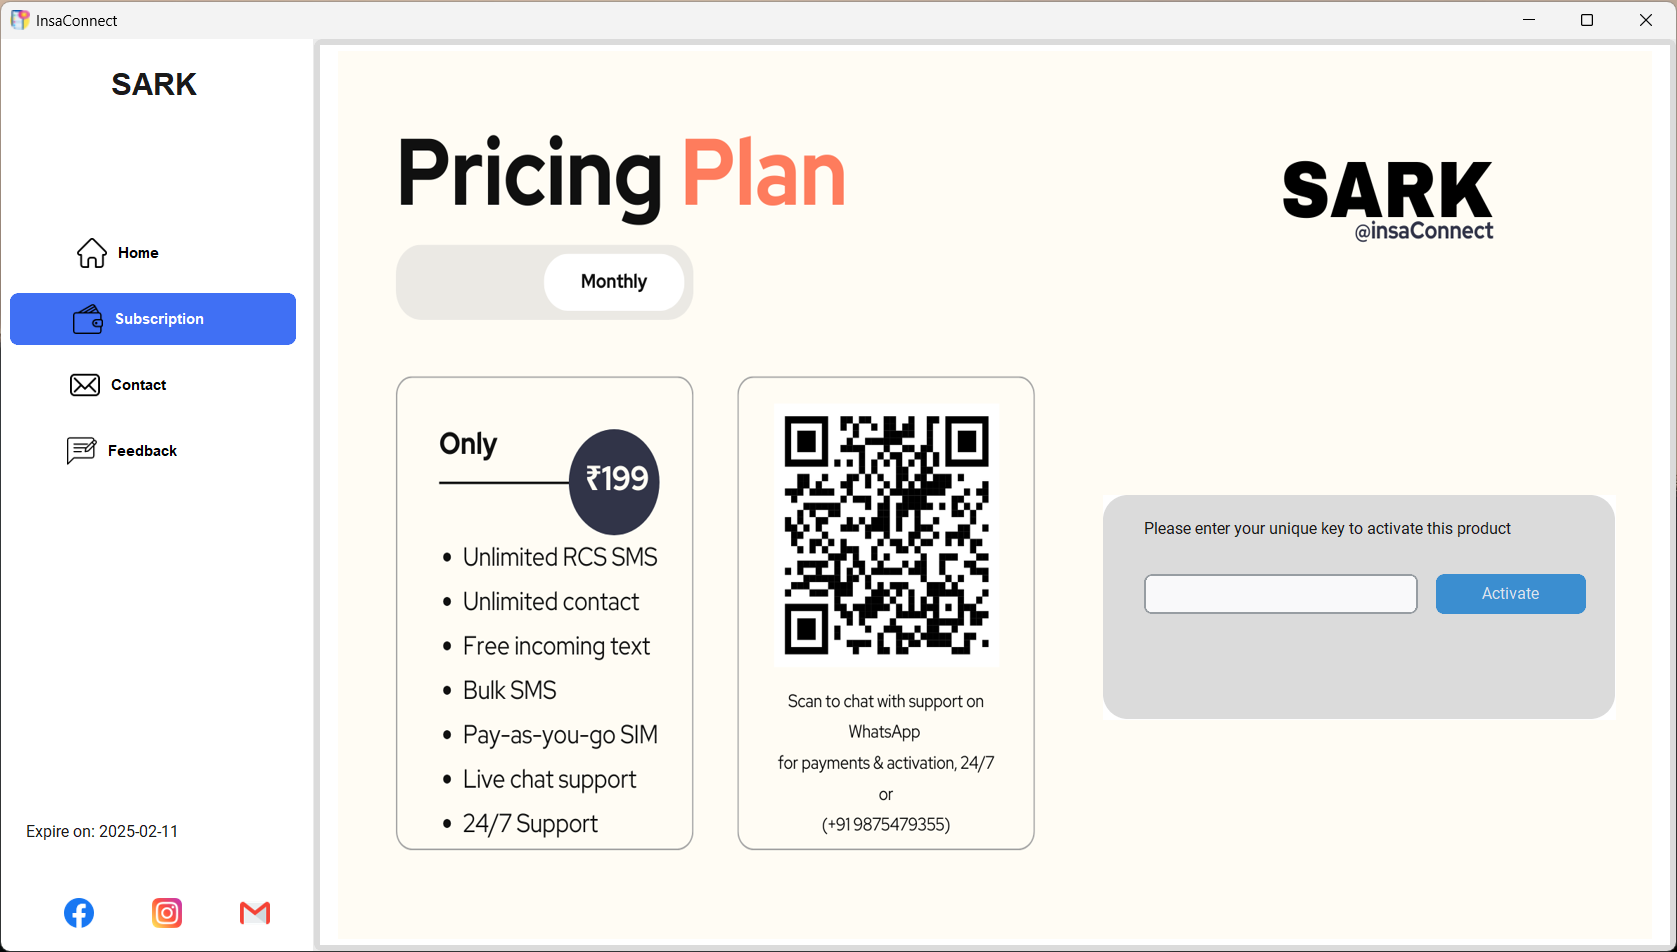 InsaConnect
SARK
Home
Subscription
Contact
Feedback
Expire on: 2025-02-11
Pricing Plan
SARK
@insaConnect
Monthly
Only
₹199
• Unlimited RCS SMS
• Unlimited contact
• Free incoming text
• Bulk SMS
• Pay-as-you-go SIM
• Live chat support
• 24/7 Support
Scan to chat with support on
WhatsApp
for payments & activation, 24/7
or
(+91 9875479355)
Please enter your unique key to activate this product
Activate